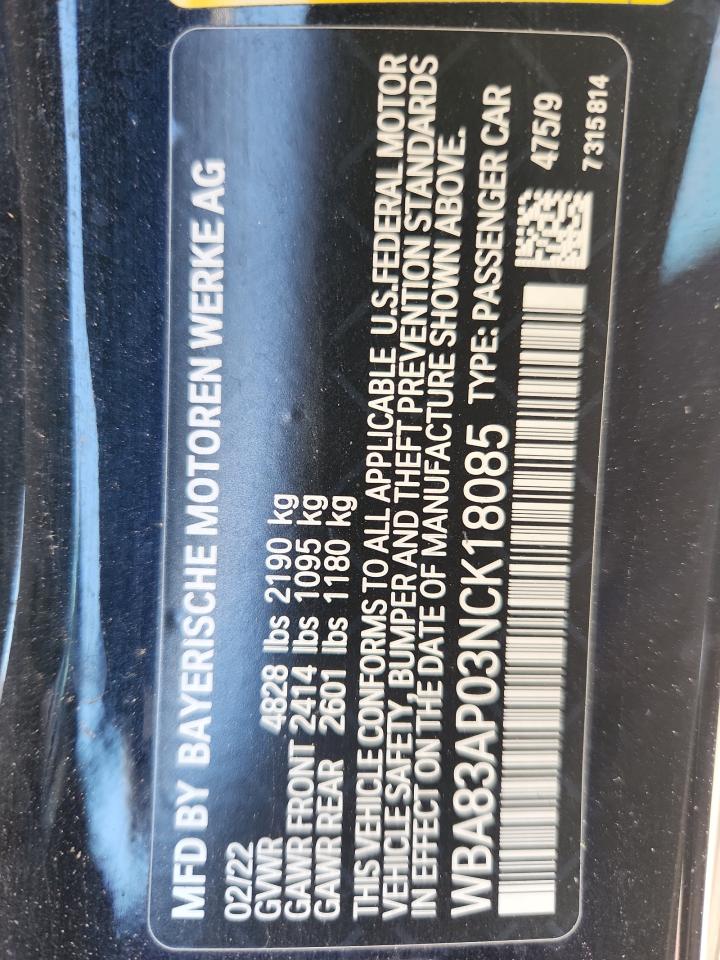 MFD BY BAYERISCHE MOTOREN WERKE AG
02/22
GVWR 4828 lbs 2190 kg
GAWR FRONT 2414 lbs 1095 kg
GAWR REAR 2601 lbs 1180 kg
THIS VEHICLE CONFORMS TO ALL APPLICABLE U.S.FEDERAL MOTOR
VEHICLE SAFETY, BUMPER AND THEFT PREVENTION STANDARDS
IN EFFECT ON THE DATE OF MANUFACTURE SHOWN ABOVE.
WBA83AP03NCK18085 TYPE: PASSENGER CAR
475/9
7315814